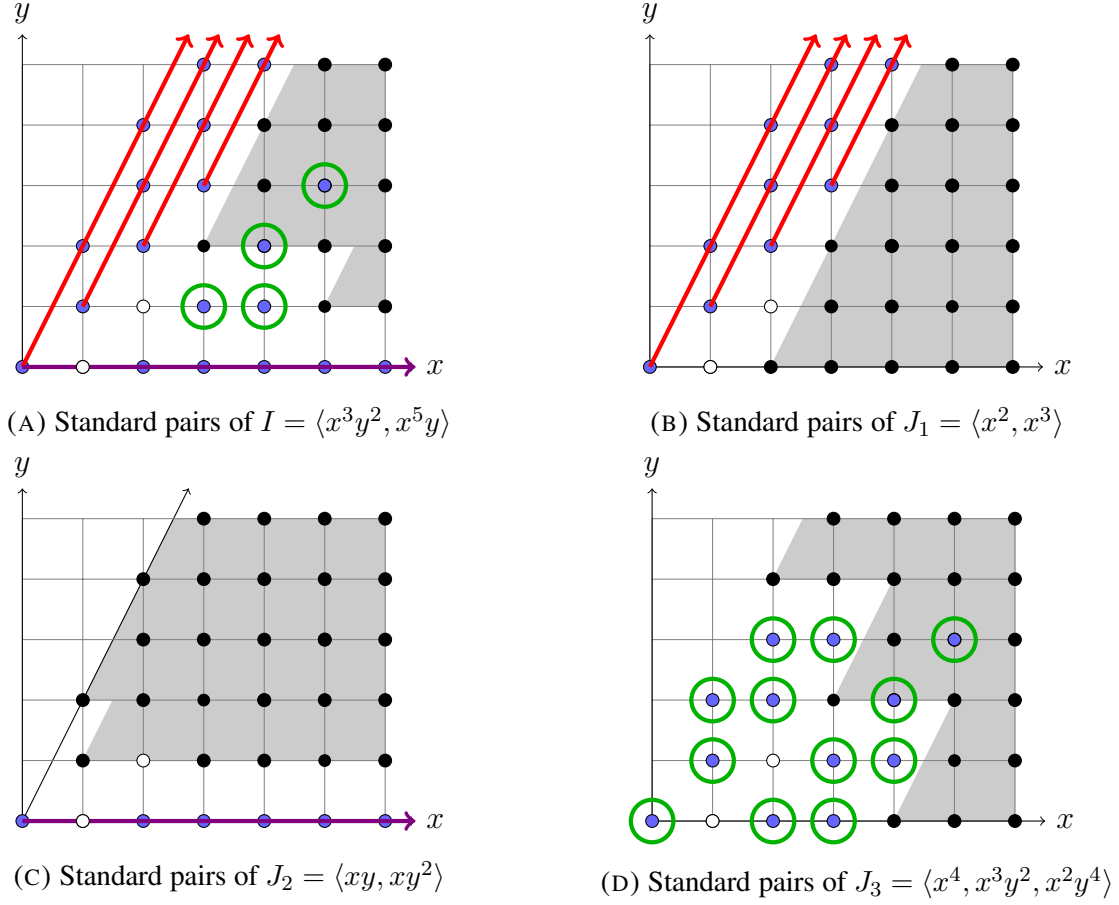 y
x
(A) Standard pairs of I = ⟨x³y², x⁵y⟩
y
x
(B) Standard pairs of J₁ = ⟨x², x³⟩
y
x
(C) Standard pairs of J₂ = ⟨xy, xy²⟩
y
x
(D) Standard pairs of J₃ = ⟨x⁴, x³y², x²y⁴⟩